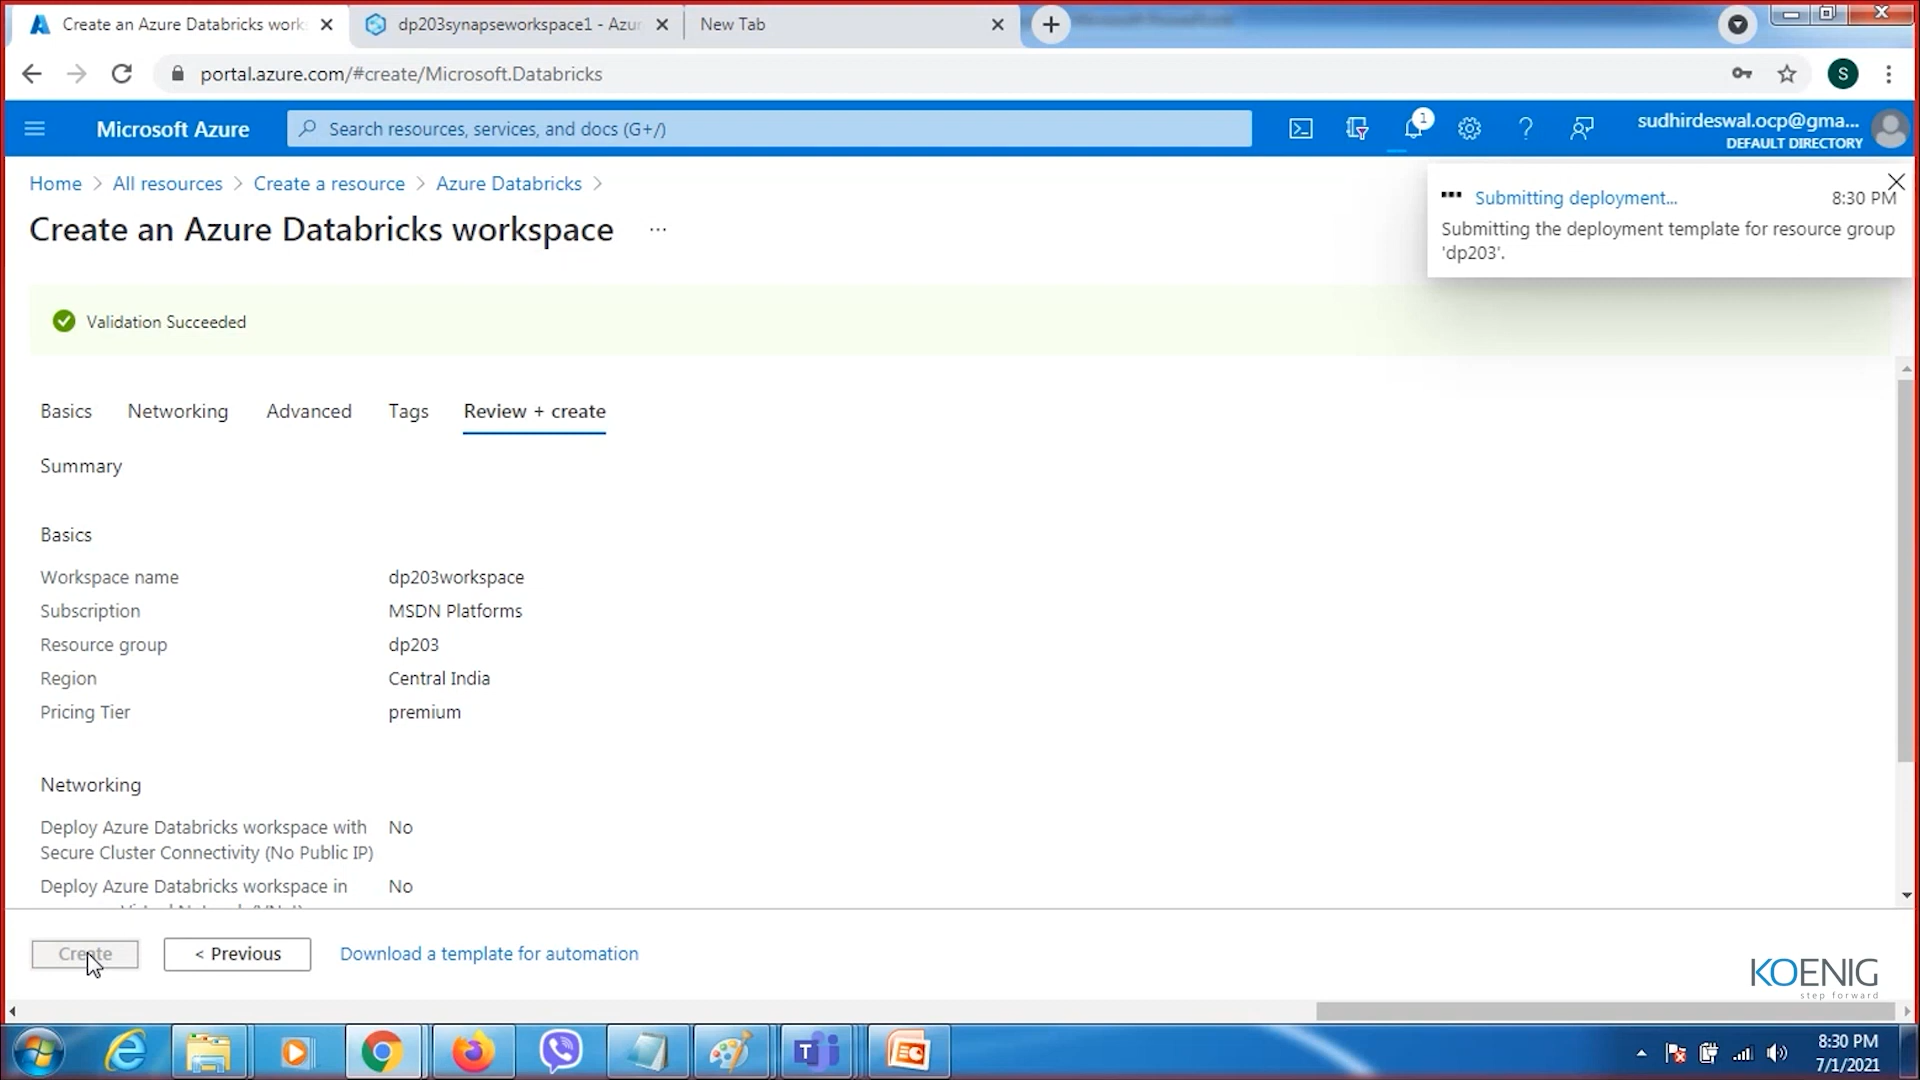 Create an Azure Databricks work
dp203synapseworkspace1 - Azu
New Tab
portal.azure.com/#create/Microsoft.Databricks
S
Microsoft Azure
Search resources, services, and docs (G+/)
1
sudhirdeswal.ocp@gma...
DEFAULT DIRECTORY
Home > All resources > Create a resource > Azure Databricks >
Create an Azure Databricks workspace ...
Submitting deployment... 8:30 PM
Submitting the deployment template for resource group
'dp203'.
Validation Succeeded
Basics Networking Advanced Tags Review + create
Summary
Basics
Workspace name dp203workspace
Subscription MSDN Platforms
Resource group dp203
Region Central India
Pricing Tier premium
Networking
Deploy Azure Databricks workspace with No
Secure Cluster Connectivity (No Public IP)
Deploy Azure Databricks workspace in No
Create < Previous Download a template for automation
KOENIG
step forward
8:30 PM
7/1/2021